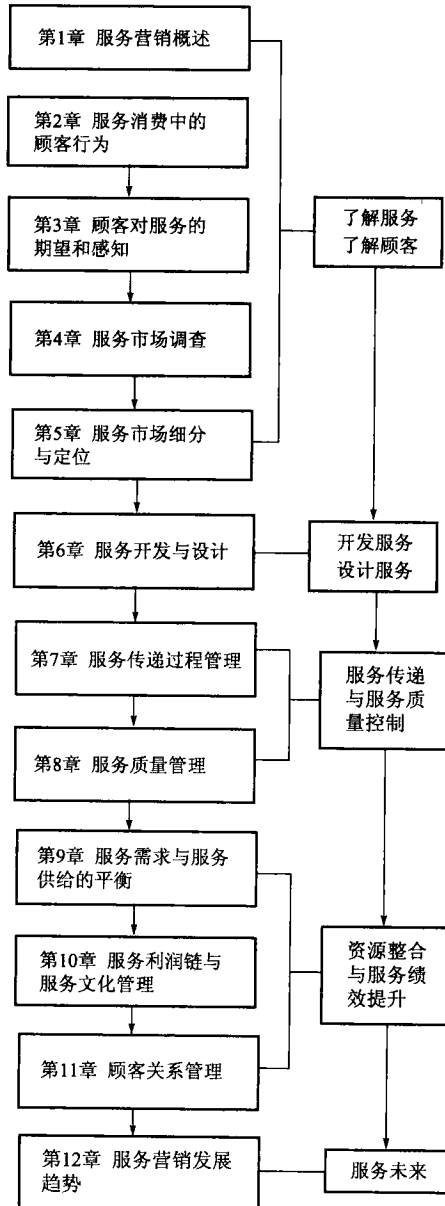 第1章 服务营销概述
第2章 服务消费中的
顾客行为
第3章 顾客对服务的
期望和感知
第4章 服务市场调查
第5章 服务市场细分
与定位
第6章 服务开发与设计
第7章 服务传递过程管理
第8章 服务质量管理
第9章 服务需求与服务
供给的平衡
第10章 服务利润链与
服务文化管理
第11章 顾客关系管理
第12章 服务营销发展
趋势
了解服务
了解顾客
开发服务
设计服务
服务传递
与服务质
量控制
资源整合
与服务绩
效提升
服务未来